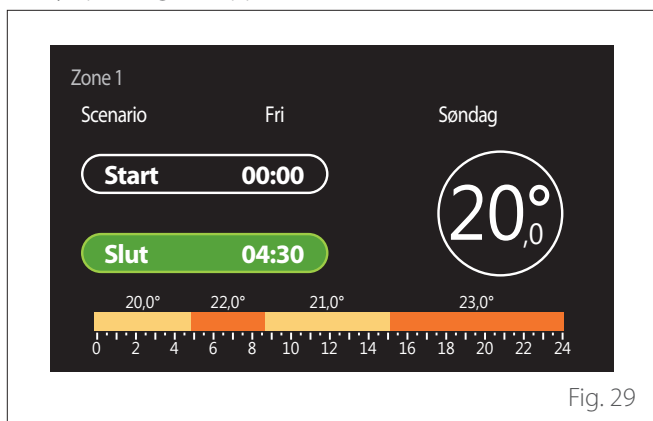 Zone 1
Scenario Fri Søndag
Start 00:00
20,0°
Slut 04:30
20,0° 22,0° 21,0° 23,0°
0 2 4 6 8 10 12 14 16 18 20 22 24
Fig. 29